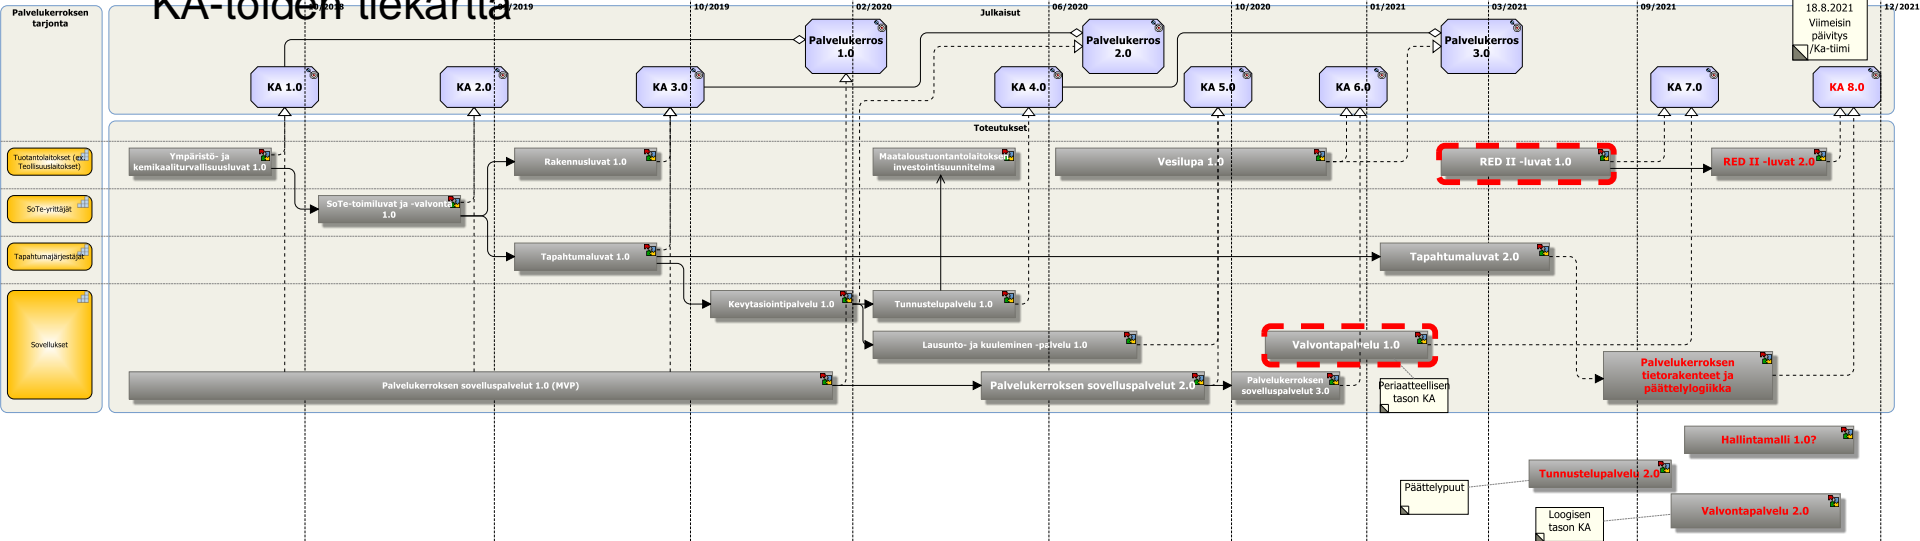 KA-töiden tiekartta
Palvelukerroksen
tarjonta
10/2018
10/2019
02/2020
Julkaisut
06/2020
10/2020
01/2021
03/2021
09/2021
12/2021
18.8.2021
Viimeisin
päivitys
/Ka-tiimi
Palvelukerros
1.0
Palvelukerros
2.0
Palvelukerros
3.0
KA 1.0
KA 2.0
KA 3.0
KA 4.0
KA 5.0
KA 6.0
KA 7.0
KA 8.0
Toteutukset
Tuotantolaitokset (ex.
Teollisuuslaitokset)
Ympäristö- ja
kemikaaliturvallisuusluvat 1.0
Rakennusluvat 1.0
Maataloustuontantolaitoksen
investointisuunnitelma
Vesilupa 1.0
RED II -luvat 1.0
RED II -luvat 2.0
SoTe-yrittäjät
SoTe-toimiluvat ja -valvonta
1.0
Tapahtumajärjestäjät
Tapahtumaluvat 1.0
Tapahtumaluvat 2.0
Sovellukset
Kevytasiointipalvelu 1.0
Tunnustelupalvelu 1.0
Lausunto- ja kuuleminen -palvelu 1.0
Valvontapalvelu 1.0
Palvelukerroksen sovelluspalvelut 1.0 (MVP)
Palvelukerroksen sovelluspalvelut 2.0
Palvelukerroksen
sovelluspalvelut 3.0
Periaatteellisen
tason KA
Palvelukerroksen
tietorakenteet ja
päättelylogiikka
Hallintamalli 1.0?
Tunnustelupalvelu 2.0
Päättelypuut
Valvontapalvelu 2.0
Loogisen
tason KA